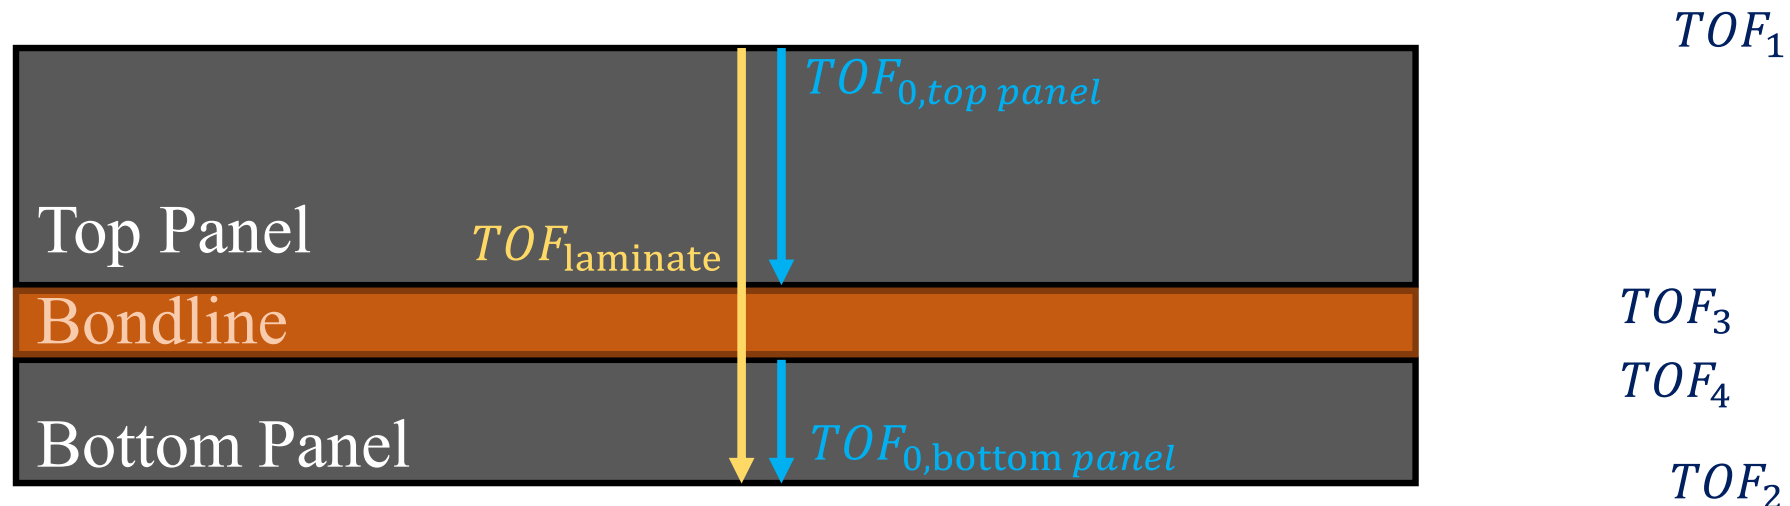 TOF₁
TOF₀,top panel
Top Panel
TOFlaminate
Bondline
TOF₃
TOF₄
Bottom Panel
TOF₀,bottom panel
TOF₂